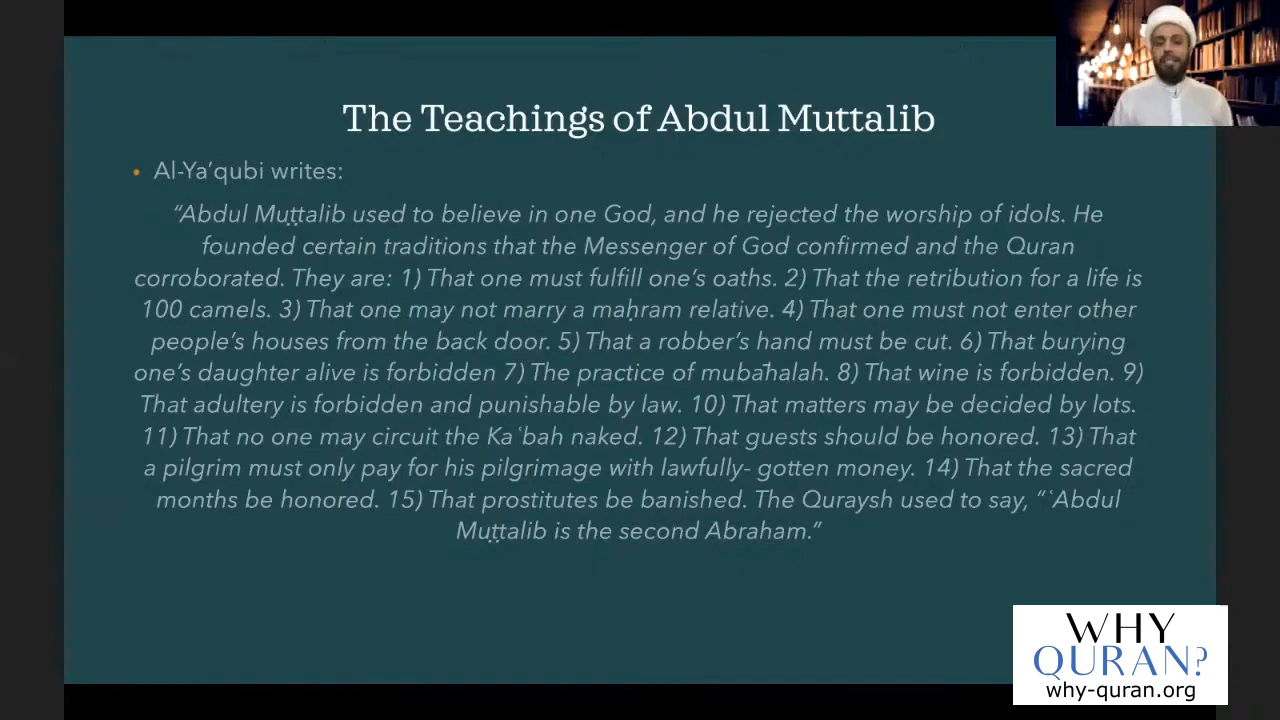 The Teachings of Abdul Muttalib
• Al-Ya’qubi writes:
“Abdul Muṭṭalib used to believe in one God, and he rejected the worship of idols. He
founded certain traditions that the Messenger of God confirmed and the Quran
corroborated. They are: 1) That one must fulfill one’s oaths. 2) That the retribution for a life is
100 camels. 3) That one may not marry a maḥram relative. 4) That one must not enter other
people’s houses from the back door. 5) That a robber’s hand must be cut. 6) That burying
one’s daughter alive is forbidden 7) The practice of mubāhalah. 8) That wine is forbidden. 9)
That adultery is forbidden and punishable by law. 10) That matters may be decided by lots.
11) That no one may circuit the Kaʿbah naked. 12) That guests should be honored. 13) That
a pilgrim must only pay for his pilgrimage with lawfully- gotten money. 14) That the sacred
months be honored. 15) That prostitutes be banished. The Quraysh used to say, “ʿAbdul
Muṭṭalib is the second Abraham.”
WHY
QURAN?
why-quran.org